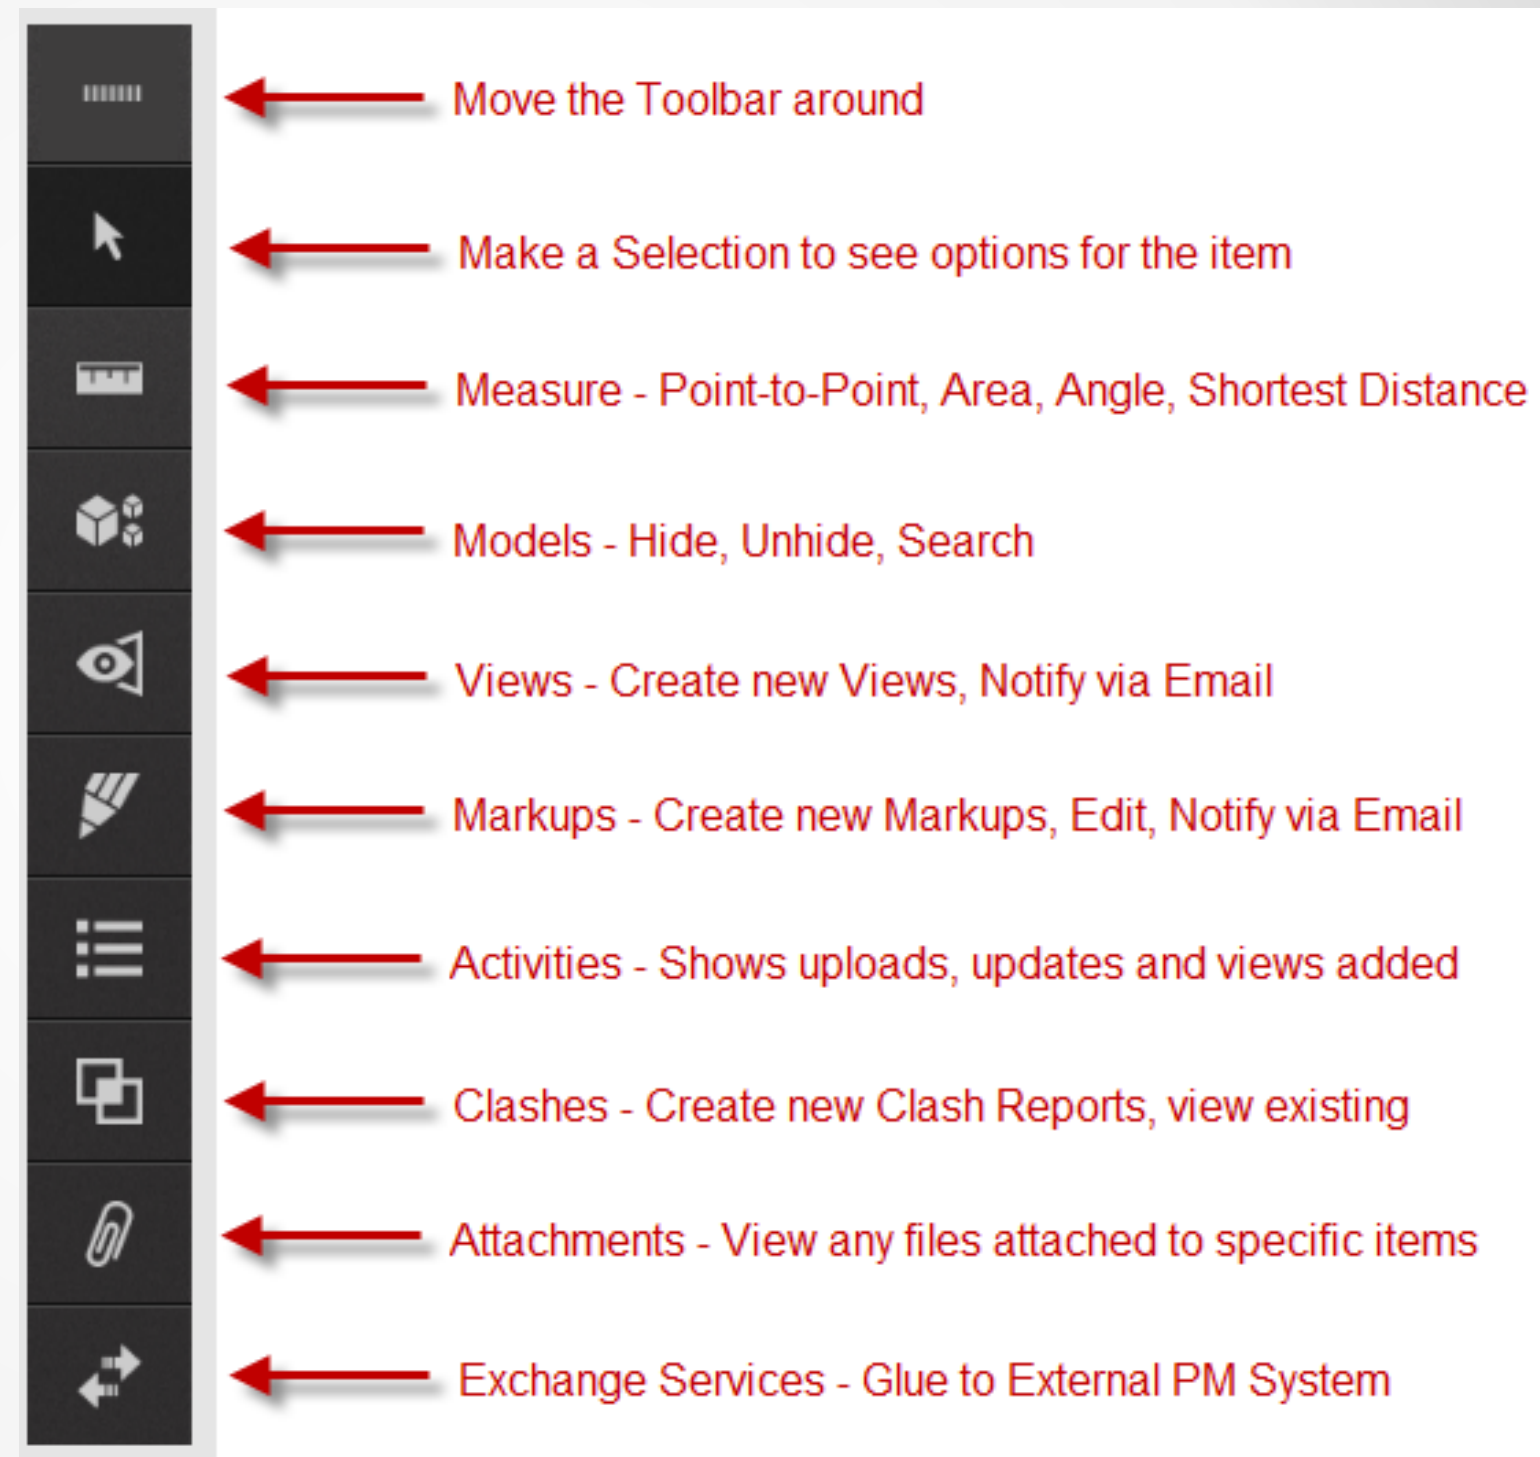 Move the Toolbar around
Make a Selection to see options for the item
Measure - Point-to-Point, Area, Angle, Shortest Distance
Models - Hide, Unhide, Search
Views - Create new Views, Notify via Email
Markups - Create new Markups, Edit, Notify via Email
Activities - Shows uploads, updates and views added
Clashes - Create new Clash Reports, view existing
Attachments - View any files attached to specific items
Exchange Services - Glue to External PM System